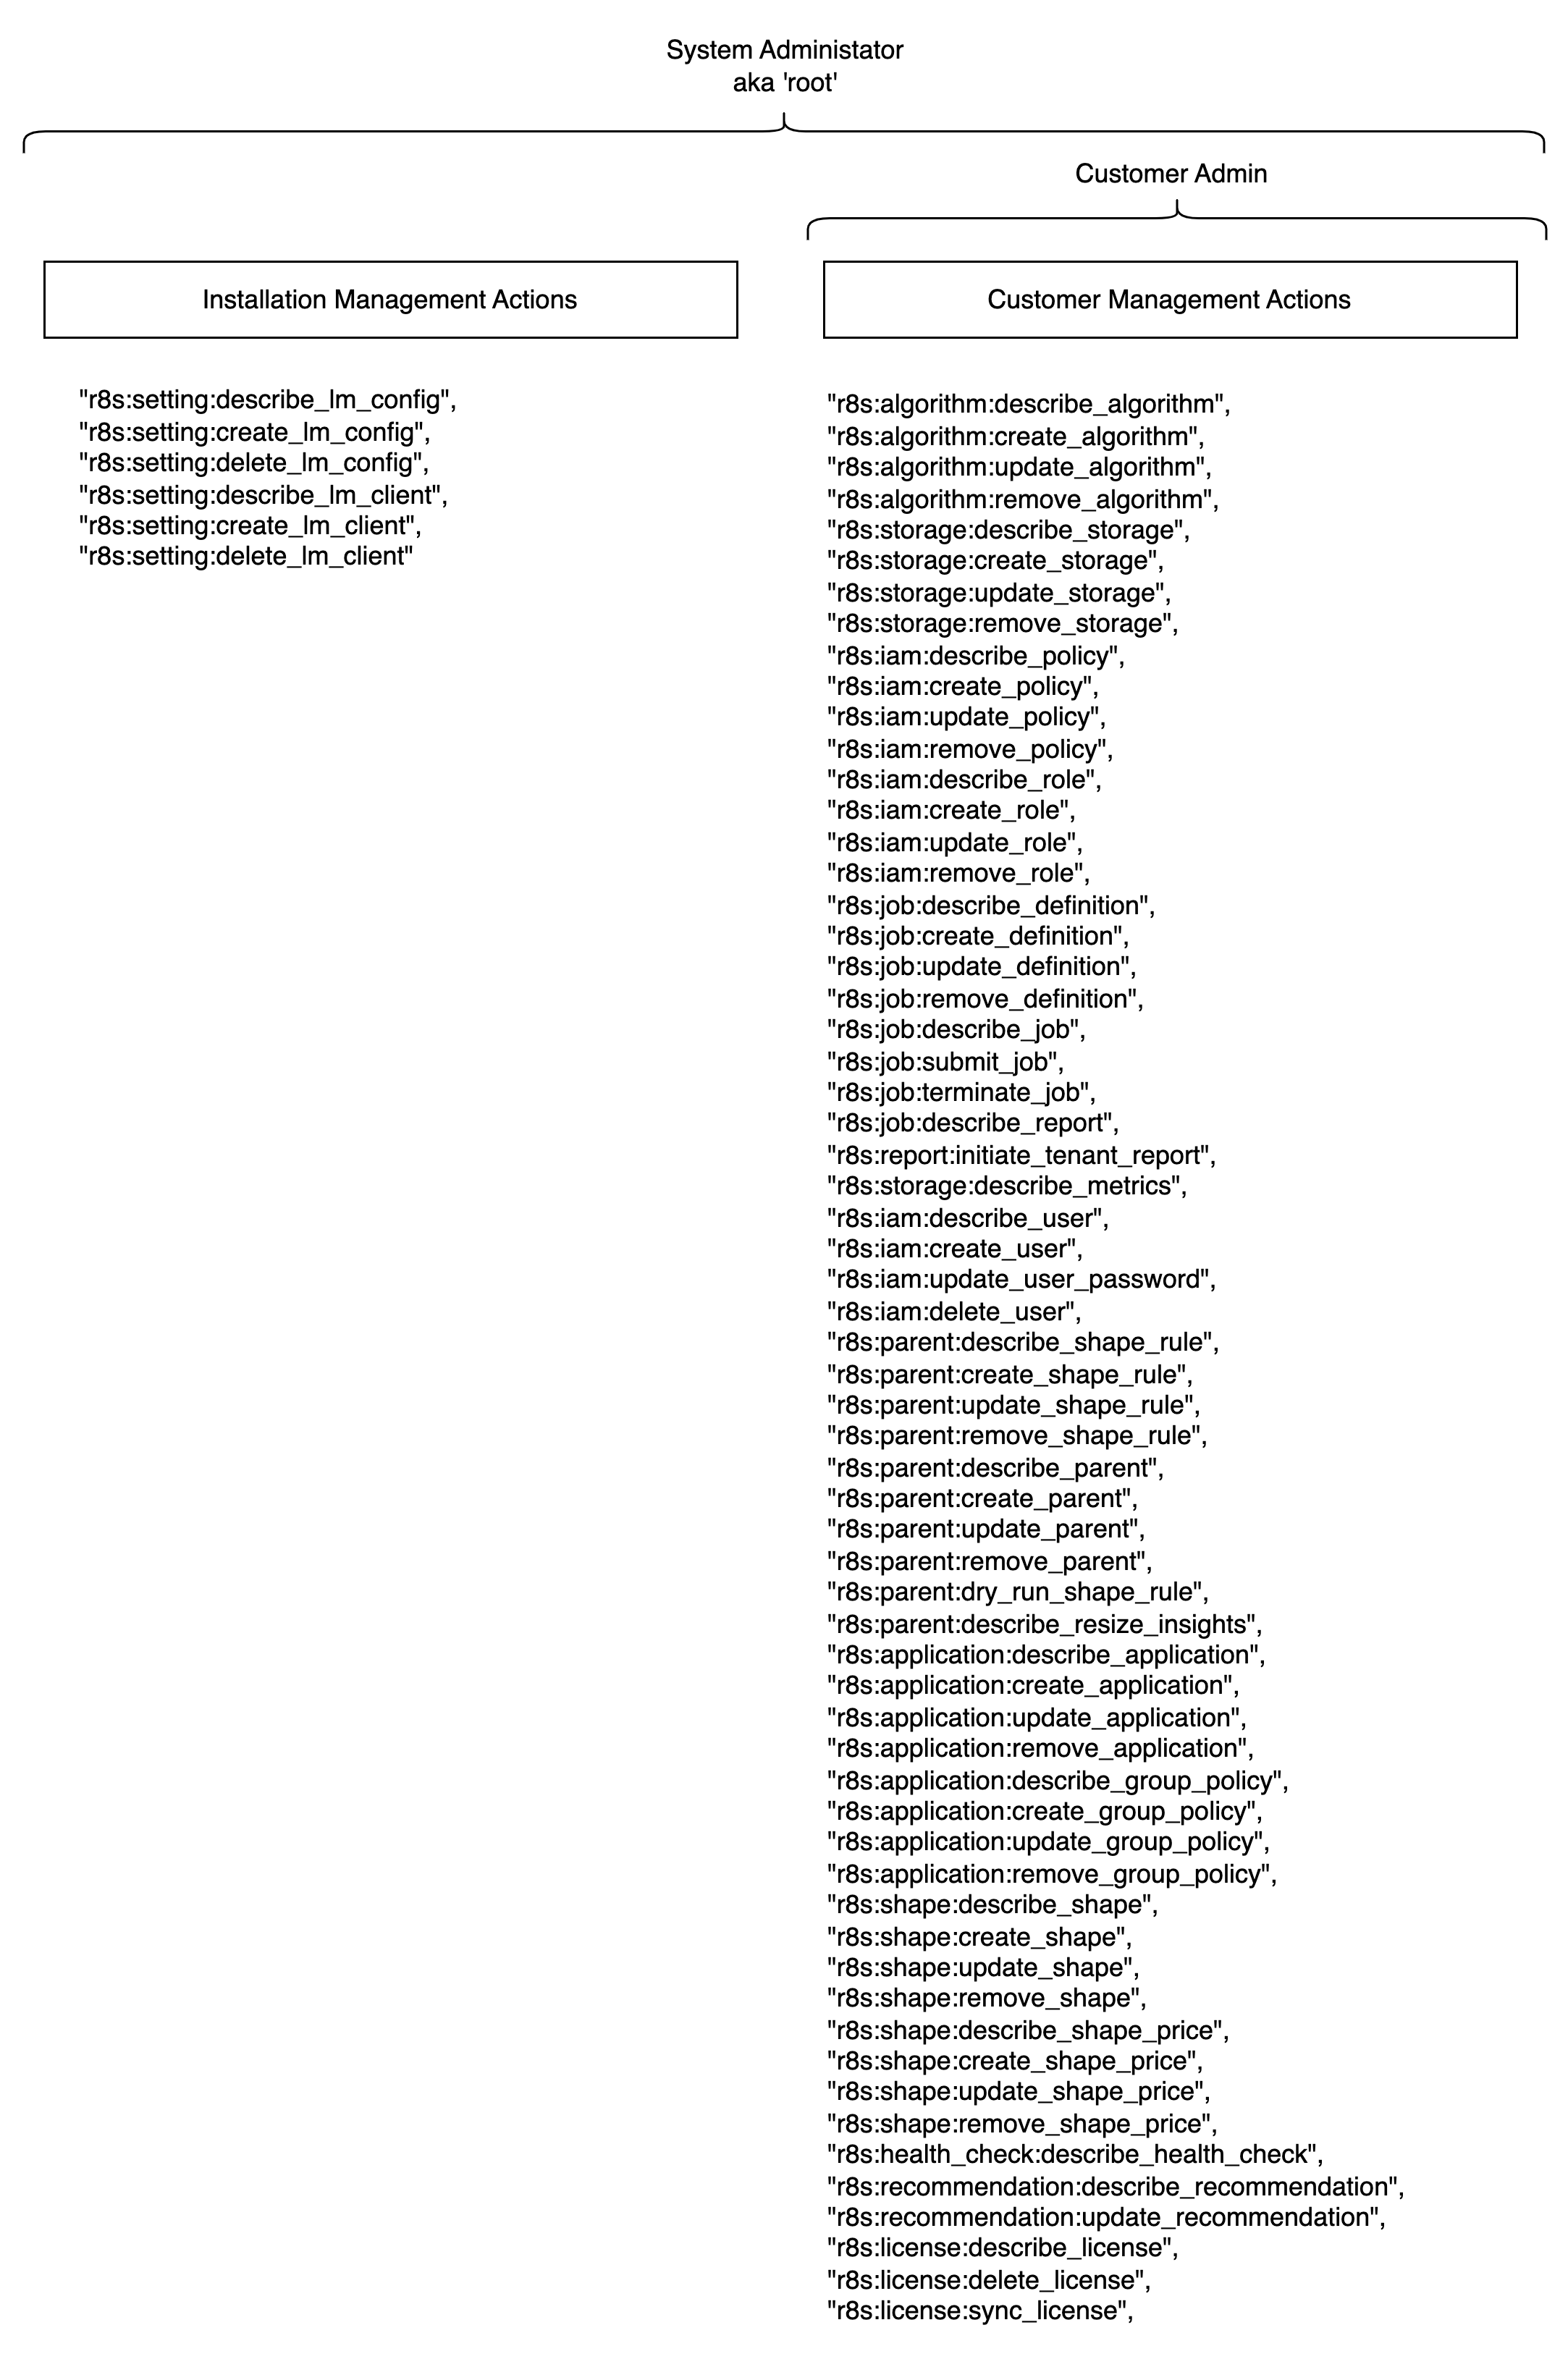 System Administator
aka 'root'
Customer Admin
Installation Management Actions
Customer Management Actions
"r8s:setting:describe_lm_config",
"r8s:setting:create_lm_config",
"r8s:setting:delete_lm_config",
"r8s:setting:describe_lm_client",
"r8s:setting:create_lm_client",
"r8s:setting:delete_lm_client"
"r8s:algorithm:describe_algorithm",
"r8s:algorithm:create_algorithm",
"r8s:algorithm:update_algorithm",
"r8s:algorithm:remove_algorithm",
"r8s:storage:describe_storage",
"r8s:storage:create_storage",
"r8s:storage:update_storage",
"r8s:storage:remove_storage",
"r8s:iam:describe_policy",
"r8s:iam:create_policy",
"r8s:iam:update_policy",
"r8s:iam:remove_policy",
"r8s:iam:describe_role",
"r8s:iam:create_role",
"r8s:iam:update_role",
"r8s:iam:remove_role",
"r8s:job:describe_definition",
"r8s:job:create_definition",
"r8s:job:update_definition",
"r8s:job:remove_definition",
"r8s:job:describe_job",
"r8s:job:submit_job",
"r8s:job:terminate_job",
"r8s:job:describe_report",
"r8s:report:initiate_tenant_report",
"r8s:storage:describe_metrics",
"r8s:iam:describe_user",
"r8s:iam:create_user",
"r8s:iam:update_user_password",
"r8s:iam:delete_user",
"r8s:parent:describe_shape_rule",
"r8s:parent:create_shape_rule",
"r8s:parent:update_shape_rule",
"r8s:parent:remove_shape_rule",
"r8s:parent:describe_parent",
"r8s:parent:create_parent",
"r8s:parent:update_parent",
"r8s:parent:remove_parent",
"r8s:parent:dry_run_shape_rule",
"r8s:parent:describe_resize_insights",
"r8s:application:describe_application",
"r8s:application:create_application",
"r8s:application:update_application",
"r8s:application:remove_application",
"r8s:application:describe_group_policy",
"r8s:application:create_group_policy",
"r8s:application:update_group_policy",
"r8s:application:remove_group_policy",
"r8s:shape:describe_shape",
"r8s:shape:create_shape",
"r8s:shape:update_shape",
"r8s:shape:remove_shape",
"r8s:shape:describe_shape_price",
"r8s:shape:create_shape_price",
"r8s:shape:update_shape_price",
"r8s:shape:remove_shape_price",
"r8s:health_check:describe_health_check",
"r8s:recommendation:describe_recommendation",
"r8s:recommendation:update_recommendation",
"r8s:license:describe_license",
"r8s:license:delete_license",
"r8s:license:sync_license",